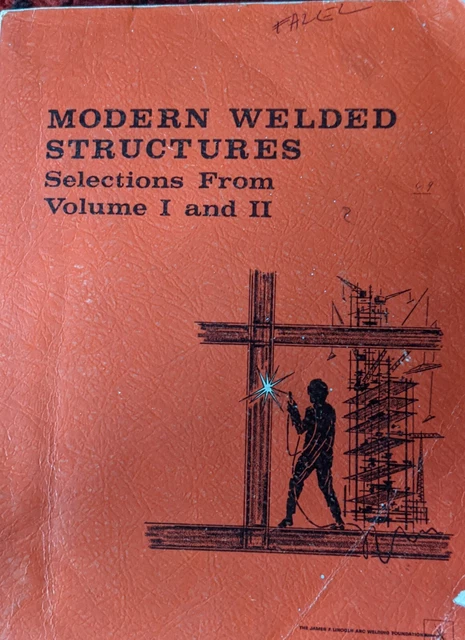 MODERN WELDED
STRUCTURES
Selections From
Volume I and II
THE JAMES F. LINCOLN ARC WELDING FOUNDATION